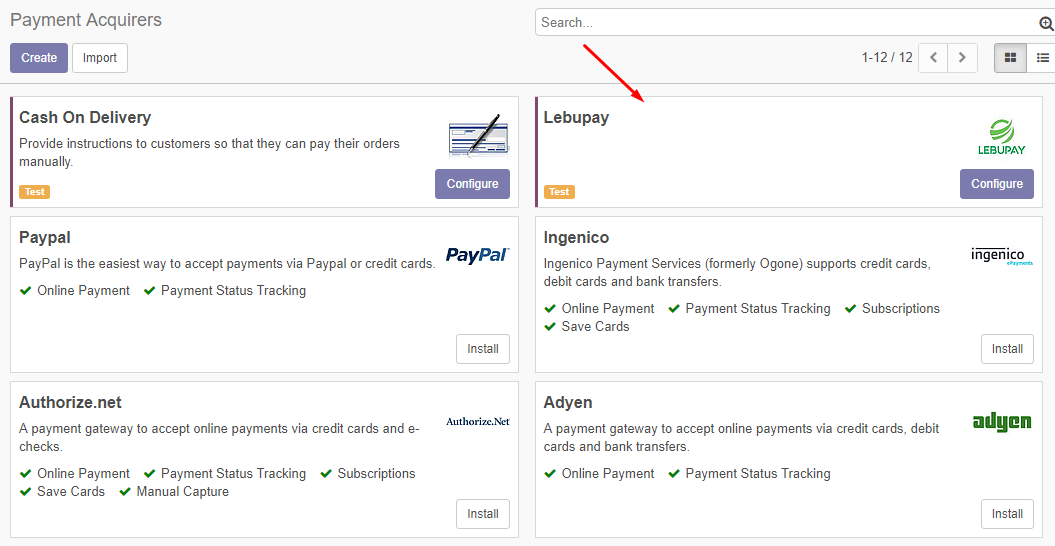 Payment Acquirers
Search...
Create Import
1-12 / 12
Cash On Delivery
Provide instructions to customers so that they can pay their orders
manually.
Test
Configure
Lebupay
LEBUPAY
Test
Configure
Paypal
PayPal
PayPal is the easiest way to accept payments via Paypal or credit cards.
Online Payment Payment Status Tracking
Install
Ingenico
ingenico
ePayments
Ingenico Payment Services (formerly Ogone) supports credit cards,
debit cards and bank transfers.
Online Payment Payment Status Tracking Subscriptions
Save Cards
Install
Authorize.net
Authorize.Net
A payment gateway to accept online payments via credit cards and e-
checks.
Online Payment Payment Status Tracking Subscriptions
Save Cards Manual Capture
Install
Adyen
adyen
A payment gateway to accept online payments via credit cards, debit
cards and bank transfers.
Online Payment Payment Status Tracking
Install